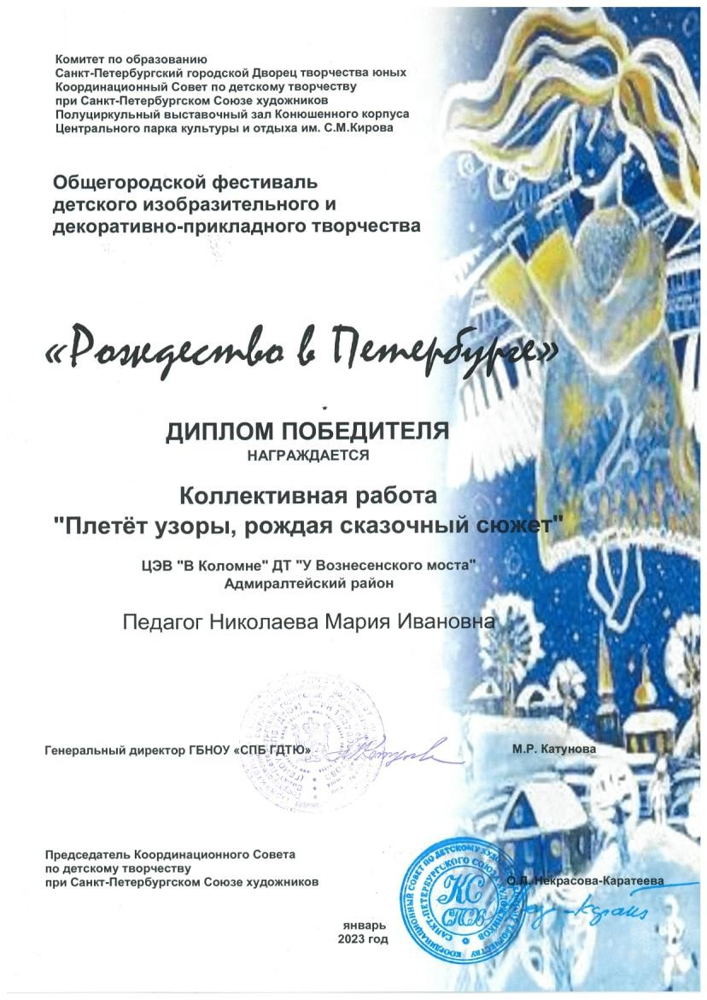 Комитет по образованию
Санкт-Петербургский городской Дворец творчества юных
Координационный Совет по детскому творчеству
при Санкт-Петербургском Союзе художников
Полуциркульный выставочный зал Конюшенного корпуса
Центрального парка культуры и отдыха им. С.М.Кирова
Общегородской фестиваль
детского изобразительного и
декоративно-прикладного творчества
«Рождество в Петербурге»
ДИПЛОМ ПОБЕДИТЕЛЯ
НАГРАЖДАЕТСЯ
Коллективная работа
"Плетёт узоры, рождая сказочный сюжет"
ЦЭВ "В Коломне" ДТ "У Вознесенского моста"
Адмиралтейский район
Педагог Николаева Мария Ивановна
Генеральный директор ГБНОУ «СПБ ГДТЮ»
М.Р. Катунова
Председатель Координационного Совета
по детскому творчеству
при Санкт-Петербургском Союзе художников
О.Л. Некрасова-Каратеева
КООРДИНАЦИОННЫЙ СОВЕТ ПО ДЕТСКОМУ ТВОРЧЕСТВУ
САНКТ-ПЕТЕРБУРГСКОГО СОЮЗА ХУДОЖНИКОВ
КС
январь
2023 год